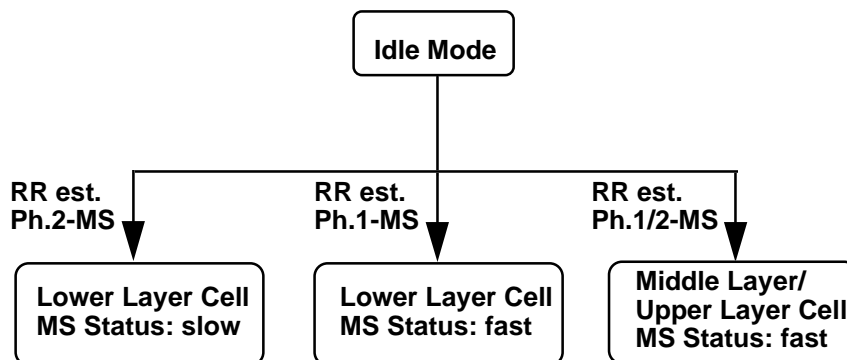 Idle Mode
RR est.
Ph.2-MS
RR est.
Ph.1-MS
RR est.
Ph.1/2-MS
Lower Layer Cell
MS Status: slow
Lower Layer Cell
MS Status: fast
Middle Layer/
Upper Layer Cell
MS Status: fast